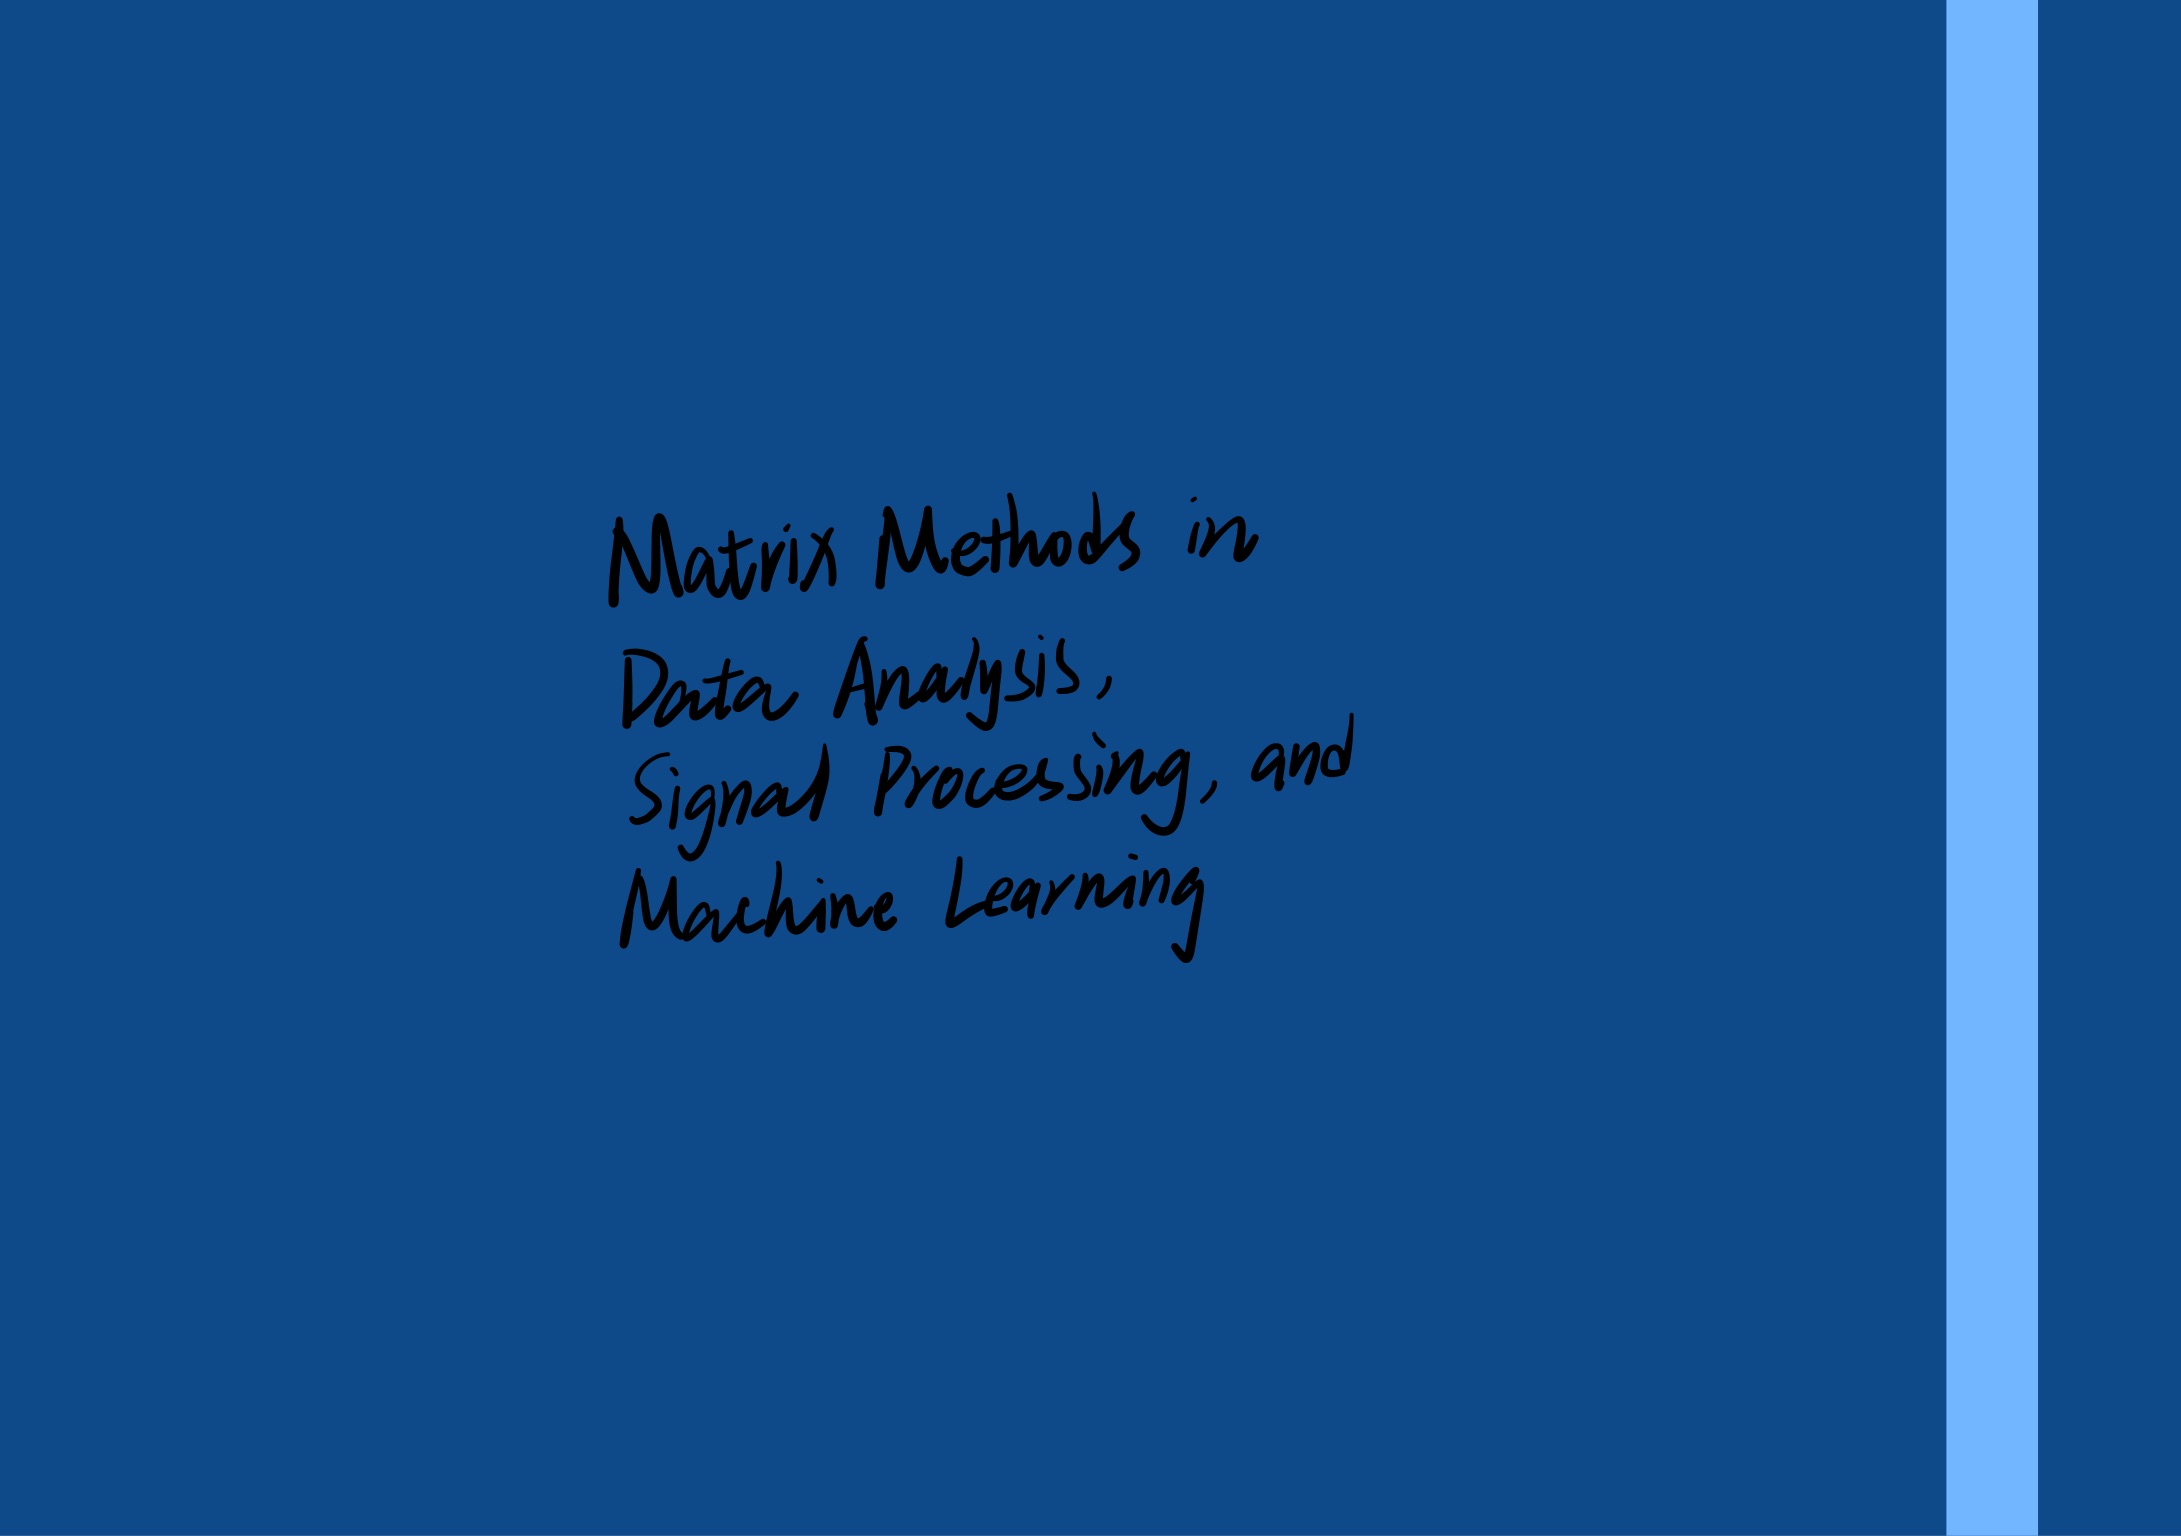 Matrix Methods in
Data Analysis,
Signal Processing, and
Machine Learning